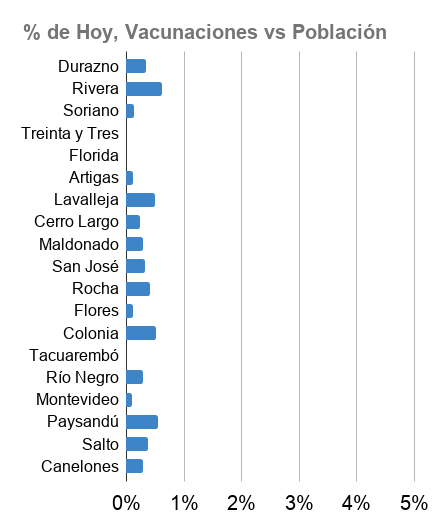 % de Hoy, Vacunaciones vs Población
Durazno
Rivera
Soriano
Treinta y Tres
Florida
Artigas
Lavalleja
Cerro Largo
Maldonado
San José
Rocha
Flores
Colonia
Tacuarembó
Río Negro
Montevideo
Paysandú
Salto
Canelones
0% 1% 2% 3% 4% 5%